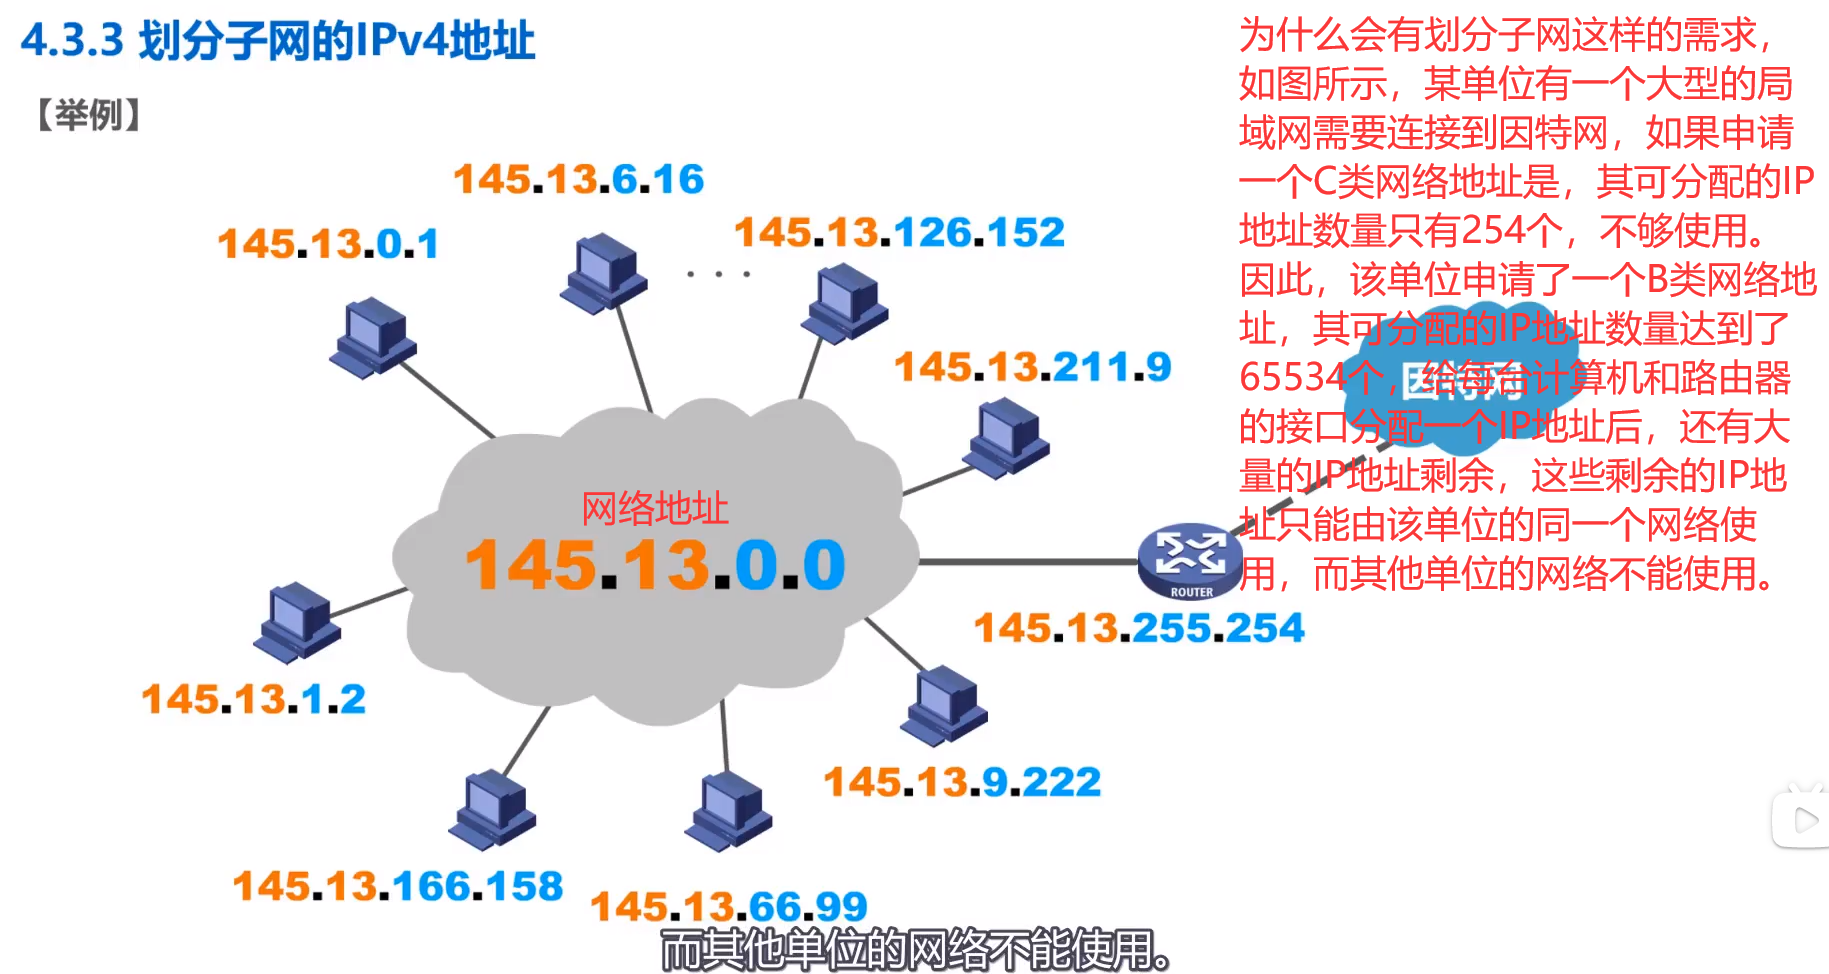 4.3.3 划分子网的IPv4地址
【举例】
为什么会有划分子网这样的需求，
如图所示，某单位有一个大型的局
域网需要连接到因特网，如果申请
一个C类网络地址是，其可分配的IP
地址数量只有254个，不够使用。
因此，该单位申请了一个B类网络地
址，其可分配的IP地址数量达到了
65534个，给每台计算机和路由器
的接口分配一个IP地址后，还有大
量的IP地址剩余，这些剩余的IP地
址只能由该单位的同一个网络使
用，而其他单位的网络不能使用。
145.13.6.16
145.13.0.1
145.13.126.152
· · ·
145.13.211.9
因特网
网络地址
145.13.0.0
ROUTER
145.13.255.254
145.13.1.2
145.13.9.222
145.13.166.158
145.13.66.99
而其他单位的网络不能使用。